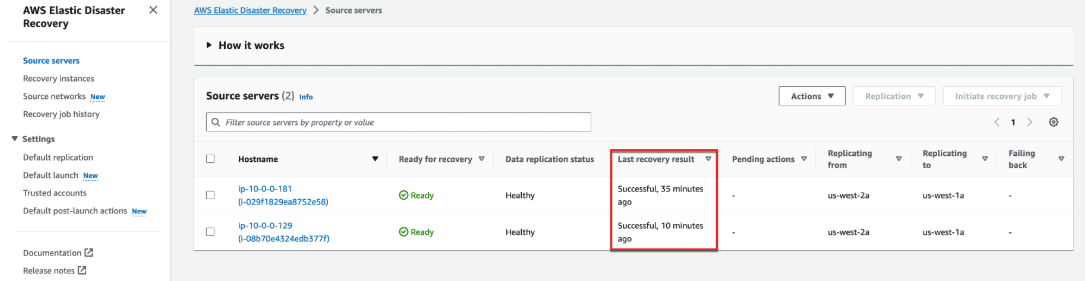 AWS Elastic Disaster
Recovery
Source servers
Recovery instances
Source networks New
Recovery job history
Settings
Default replication
Default launch New
Trusted accounts
Default post-launch actions New
Documentation
Release notes
AWS Elastic Disaster Recovery > Source servers
How it works
Source servers (2) Info
Actions
Replication
Initiate recovery job
Filter source servers by property or value
1
Hostname
Ready for recovery
Data replication status
Last recovery result
Pending actions
Replicating
from
Replicating
to
Failing
back
ip-10-0-0-181
(i-029f1829ea8752e58)
Ready
Healthy
Successful, 35 minutes
ago
-
us-west-2a
us-west-1a
-
ip-10-0-0-129
(i-08b70e4324edb377f)
Ready
Healthy
Successful, 10 minutes
ago
-
us-west-2a
us-west-1a
-